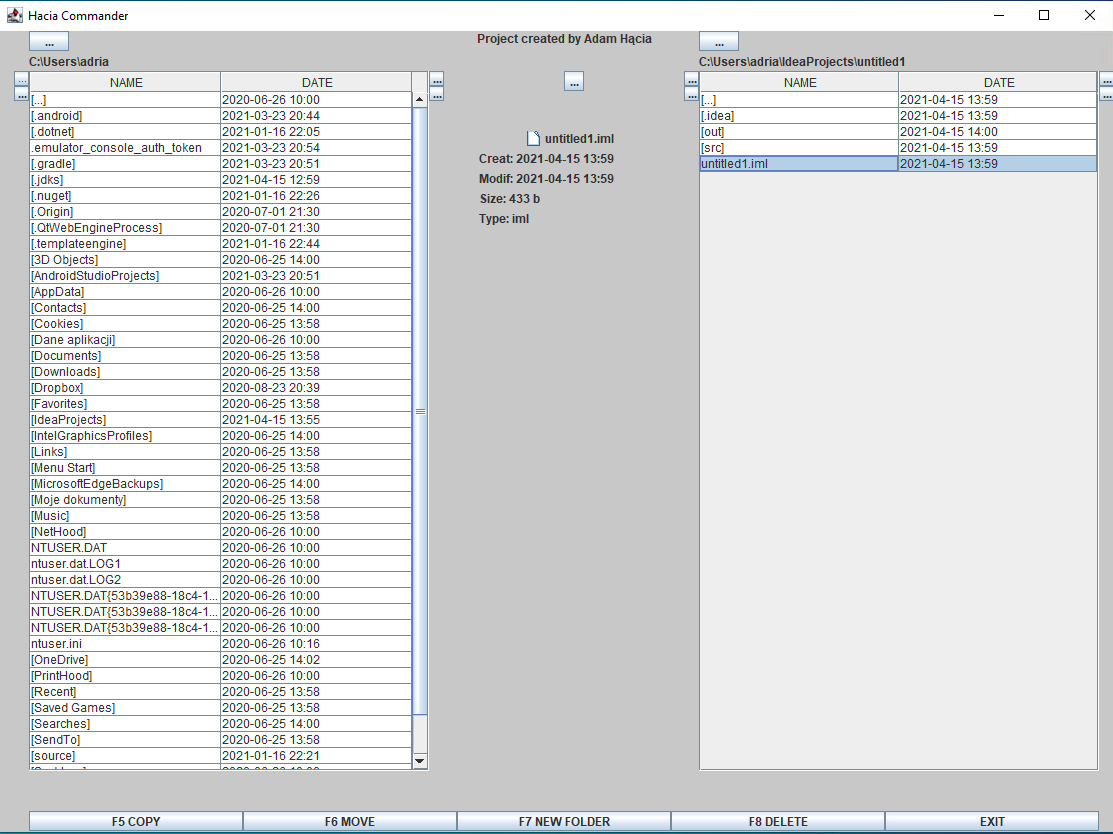 Hacia Commander
... Project created by Adam Hącia ...
C:\Users\adria C:\Users\adria\IdeaProjects\untitled1
... NAME DATE ... ... ... NAME DATE ...
... [...] 2020-06-26 10:00 ... ... [...] 2021-04-15 13:59 ...
[.android] 2021-03-23 20:44 [.idea] 2021-04-15 13:59
[.dotnet] 2021-01-16 22:05 untitled1.iml [out] 2021-04-15 14:00
.emulator_console_auth_token 2021-03-23 20:54 Creat: 2021-04-15 13:59 [src] 2021-04-15 13:59
[.gradle] 2021-03-23 20:51 untitled1.iml 2021-04-15 13:59
[.jdks] 2021-04-15 12:59 Modif: 2021-04-15 13:59
[.nuget] 2021-01-16 22:26 Size: 433 b
[.Origin] 2020-07-01 21:30 Type: iml
[.QtWebEngineProcess] 2020-07-01 21:30
[.templateengine] 2021-01-16 22:44
[3D Objects] 2020-06-25 14:00
[AndroidStudioProjects] 2021-03-23 20:51
[AppData] 2020-06-26 10:00
[Contacts] 2020-06-25 14:00
[Cookies] 2020-06-25 13:58
[Dane aplikacji] 2020-06-26 10:00
[Documents] 2020-06-25 13:58
[Downloads] 2020-06-25 13:58
[Dropbox] 2020-08-23 20:39
[Favorites] 2020-06-25 13:58
[IdeaProjects] 2021-04-15 13:55
[IntelGraphicsProfiles] 2020-06-25 14:00
[Links] 2020-06-25 13:58
[Menu Start] 2020-06-25 13:58
[MicrosoftEdgeBackups] 2020-06-25 14:00
[Moje dokumenty] 2020-06-25 13:58
[Music] 2020-06-25 13:58
[NetHood] 2020-06-26 10:00
NTUSER.DAT 2020-06-26 10:00
ntuser.dat.LOG1 2020-06-26 10:00
ntuser.dat.LOG2 2020-06-26 10:00
NTUSER.DAT{53b39e88-18c4-1... 2020-06-26 10:00
NTUSER.DAT{53b39e88-18c4-1... 2020-06-26 10:00
NTUSER.DAT{53b39e88-18c4-1... 2020-06-26 10:00
ntuser.ini 2020-06-26 10:16
[OneDrive] 2020-06-25 14:02
[PrintHood] 2020-06-26 10:00
[Recent] 2020-06-25 13:58
[Saved Games] 2020-06-25 13:58
[Searches] 2020-06-25 14:00
[SendTo] 2020-06-25 13:58
[source] 2021-01-16 22:21
F5 COPY F6 MOVE F7 NEW FOLDER F8 DELETE EXIT